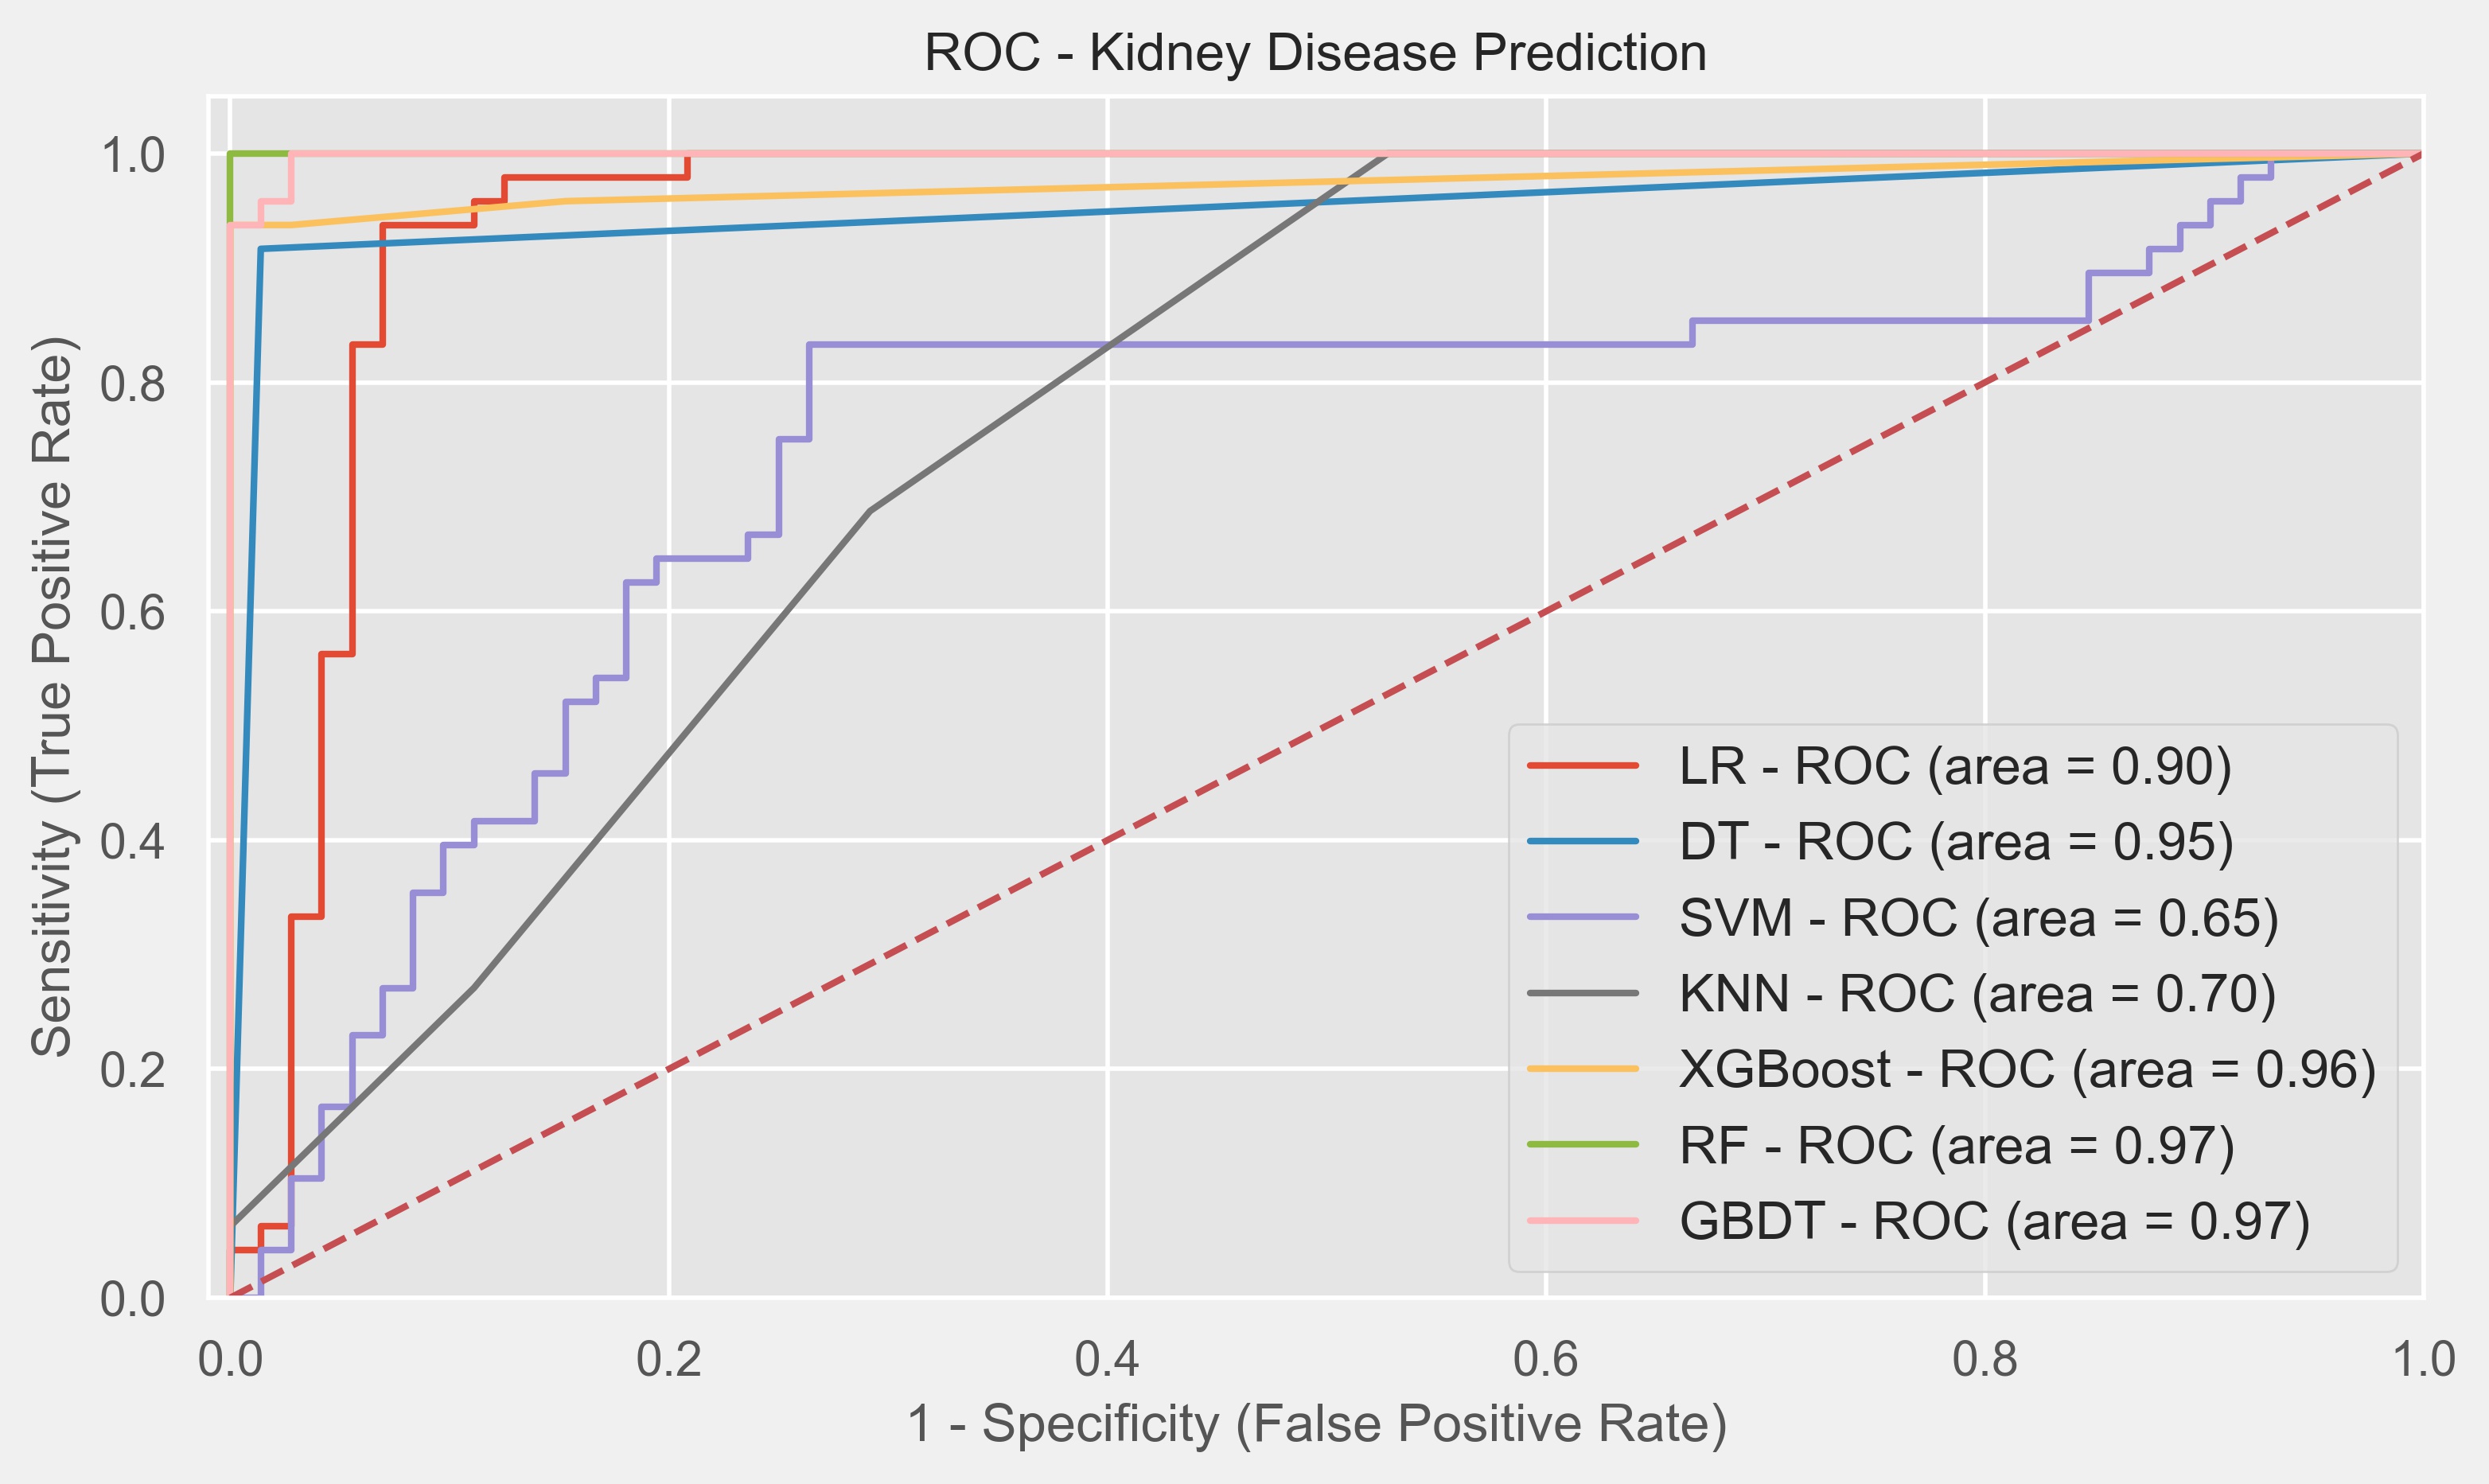 ROC - Kidney Disease Prediction
Sensitivity (True Positive Rate)
1.0
0.8
0.6
0.4
0.2
0.0
LR - ROC (area = 0.90)
DT - ROC (area = 0.95)
SVM - ROC (area = 0.65)
KNN - ROC (area = 0.70)
XGBoost - ROC (area = 0.96)
RF - ROC (area = 0.97)
GBDT - ROC (area = 0.97)
0.0 0.2 0.4 0.6 0.8 1.0
1 - Specificity (False Positive Rate)